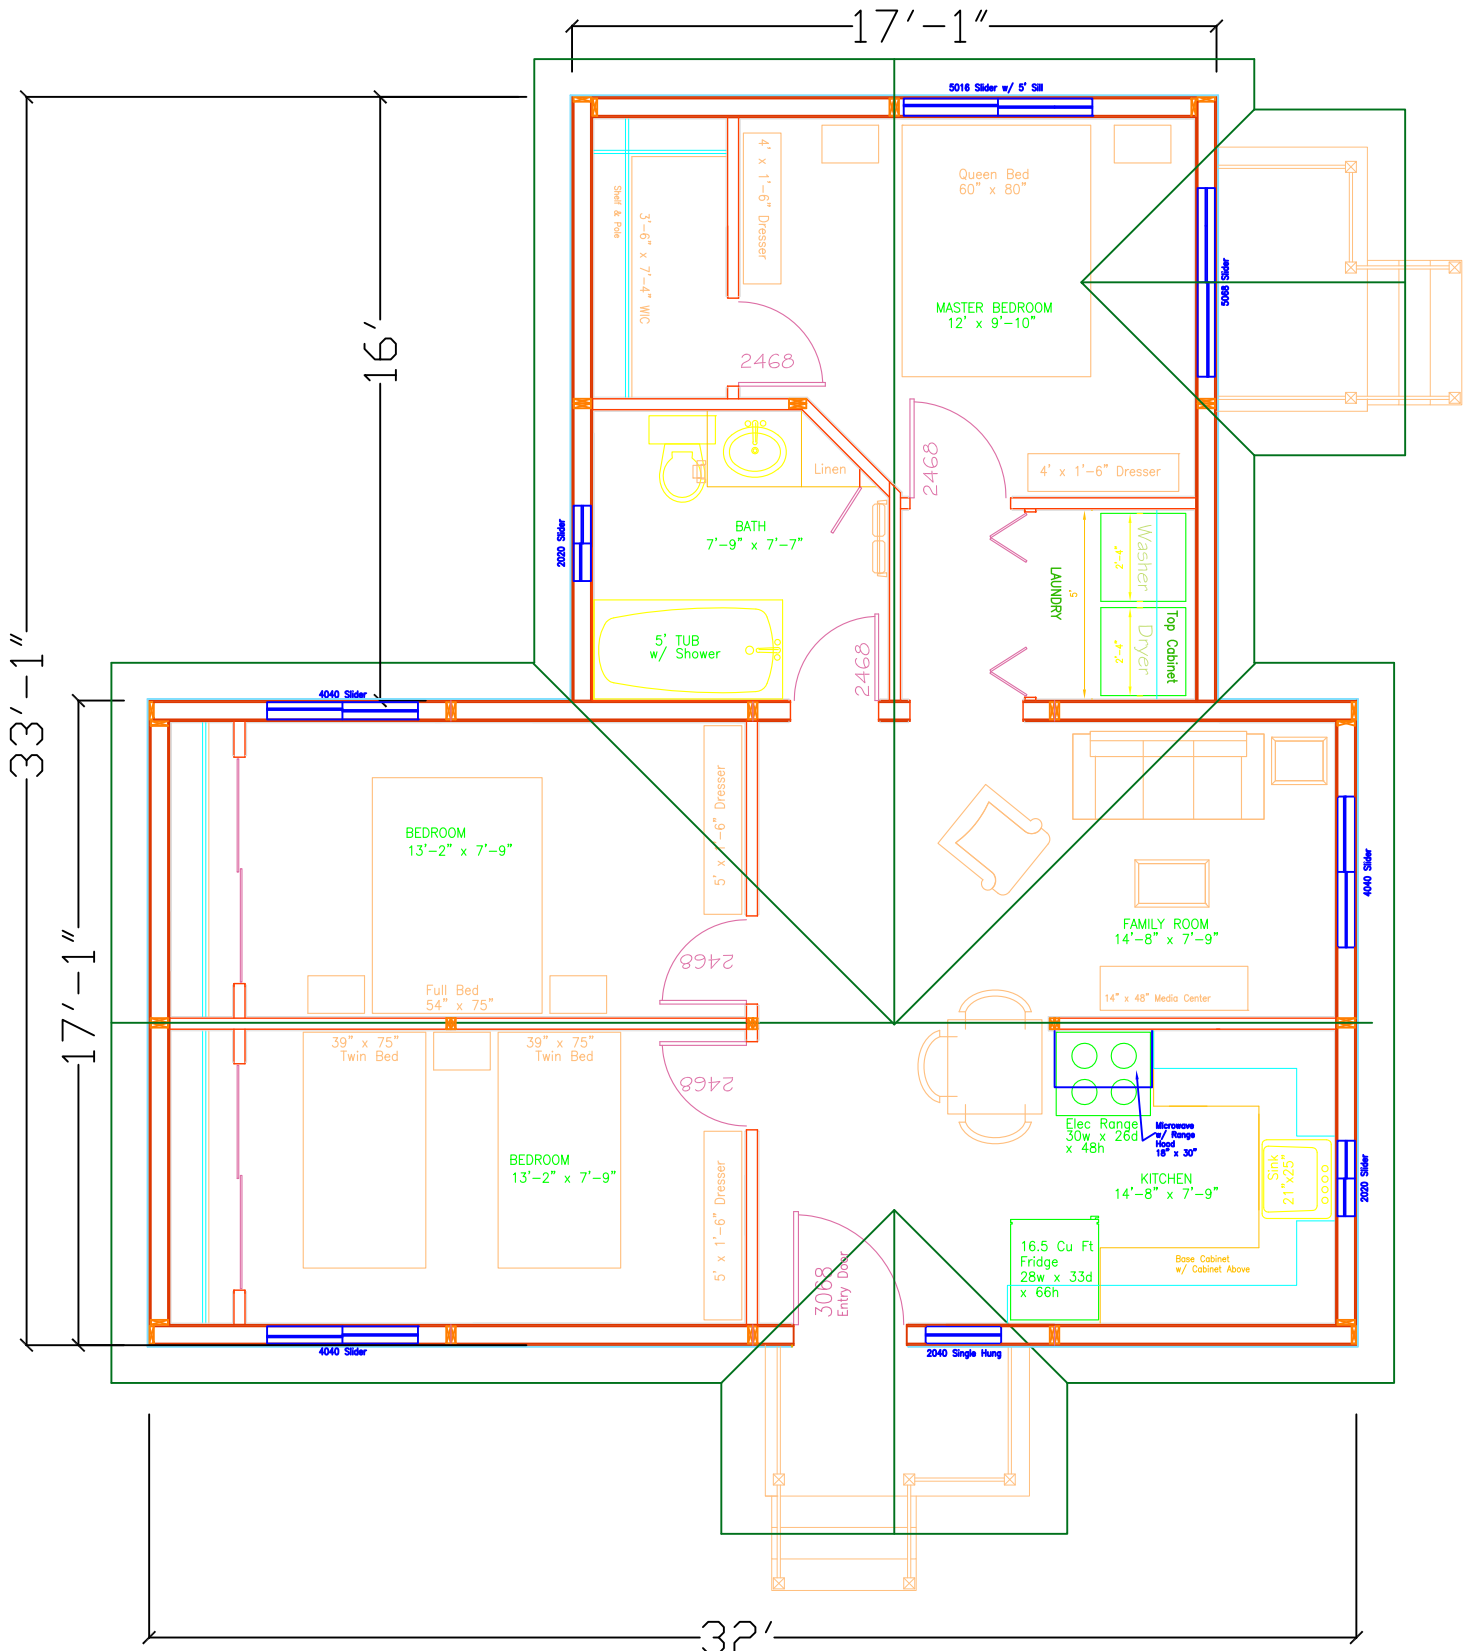 17'-1"
5016 Slider w/ 5' Sill
4' x 1'-6" Dresser
Queen Bed
60" x 80"
Shelf & Pole
3'-6" x 7'-4" WIC
MASTER BEDROOM
12' x 9'-10"
5068 Slider
16'
2468
2468
Linen
4' x 1'-6" Dresser
BATH
7'-9" x 7'-7"
2020 Slider
Washer
2'-4"
LAUNDRY
5'
Top Cabinet
Dryer
2'-4"
5' TUB
w/ Shower
2468
33'-1"
4040 Slider
5' x 1'-6" Dresser
BEDROOM
13'-2" x 7'-9"
4040 Slider
FAMILY ROOM
14'-8" x 7'-9"
2468
Full Bed
54" x 75"
14" x 48" Media Center
17'-1"
39" x 75"
Twin Bed
39" x 75"
Twin Bed
2468
Elec Range
30w x 26d
x 48h
Microwave
w/ Range
Hood
18" x 30"
BEDROOM
13'-2" x 7'-9"
KITCHEN
14'-8" x 7'-9"
Sink
21"x25"
2020 Slider
5' x 1'-6" Dresser
3068
Entry Door
16.5 Cu Ft
Fridge
28w x 33d
x 66h
Base Cabinet
w/ Cabinet Above
4040 Slider
2040 Single Hung
32'